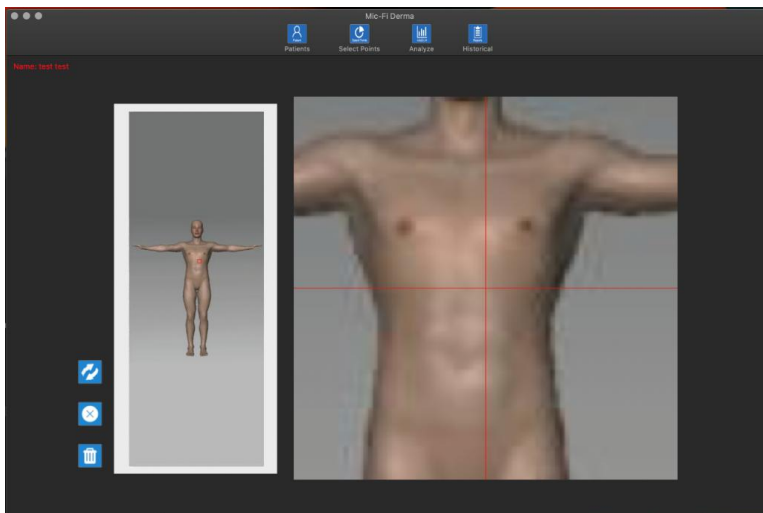 Mic-Fi Derma
Patients Select Points Analyze Historical
Name: test test